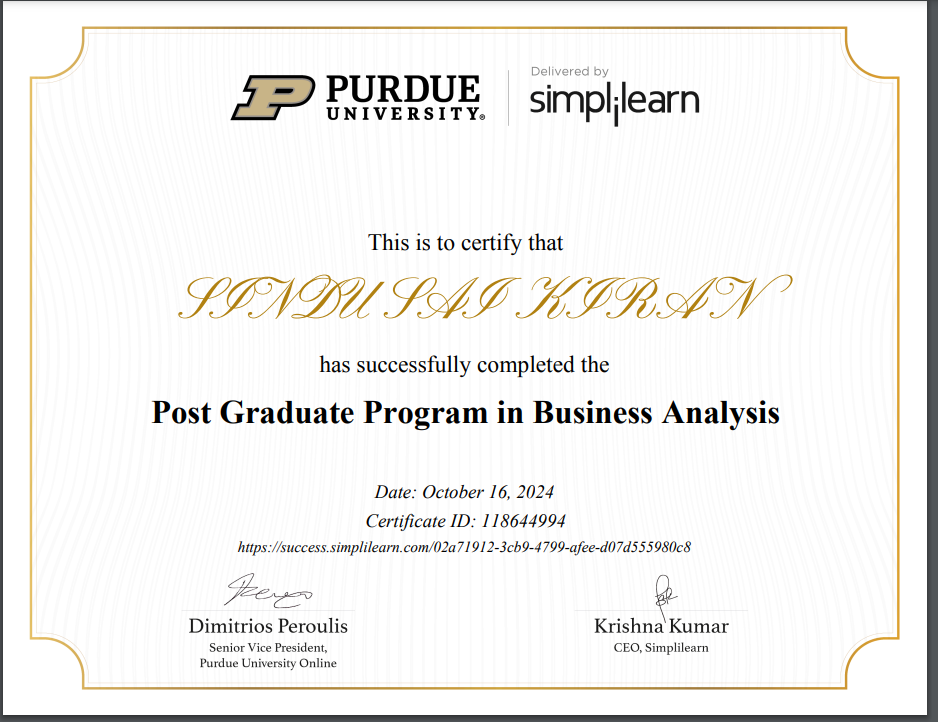 PURDUE
UNIVERSITY®
Delivered by
simplilearn
This is to certify that
SINDU SAI KIRAN
has successfully completed the
Post Graduate Program in Business Analysis
Date: October 16, 2024
Certificate ID: 118644994
https://success.simplilearn.com/02a71912-3cb9-4799-afee-d07d555980c8
Dimitrios Peroulis
Senior Vice President,
Purdue University Online
Krishna Kumar
CEO, Simplilearn